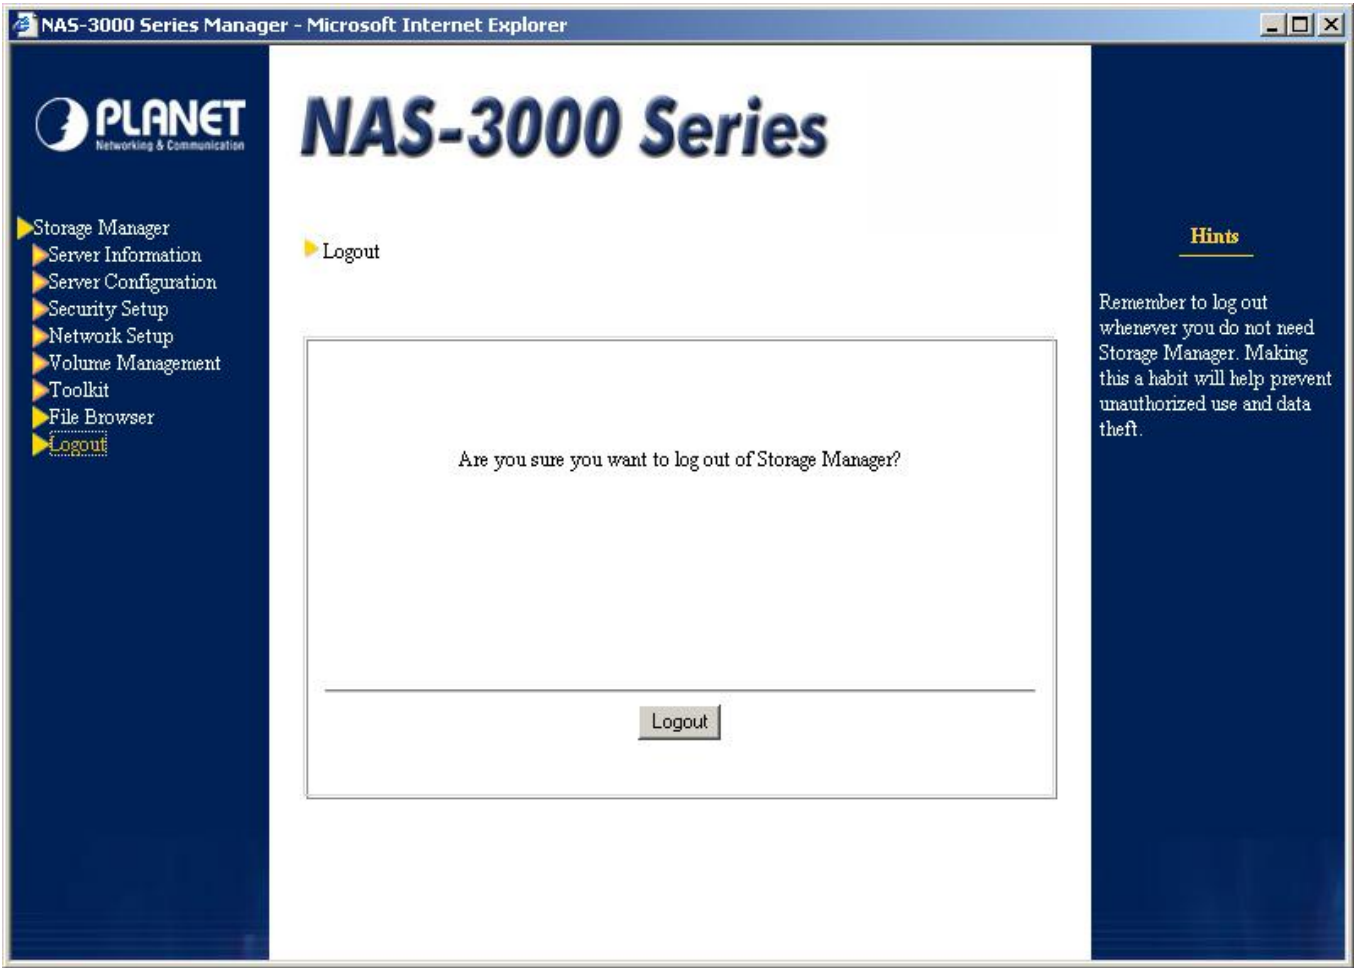 NAS-3000 Series Manager - Microsoft Internet Explorer
PLANET
Networking & Communication
NAS-3000 Series
Storage Manager
Server Information
Server Configuration
Security Setup
Network Setup
Volume Management
Toolkit
File Browser
Logout
Logout
Are you sure you want to log out of Storage Manager?
Logout
Hints
Remember to log out
whenever you do not need
Storage Manager. Making
this a habit will help prevent
unauthorized use and data
theft.